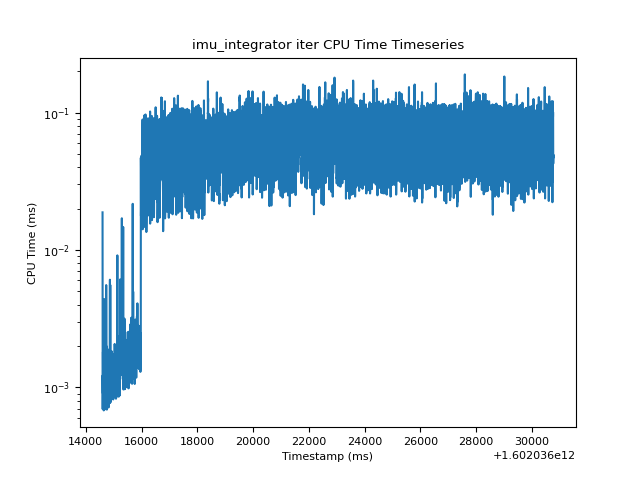 imu_integrator iter CPU Time Timeseries
CPU Time (ms)
10⁻¹
10⁻²
10⁻³
14000 16000 18000 20000 22000 24000 26000 28000 30000
Timestamp (ms)
+1.602036e12